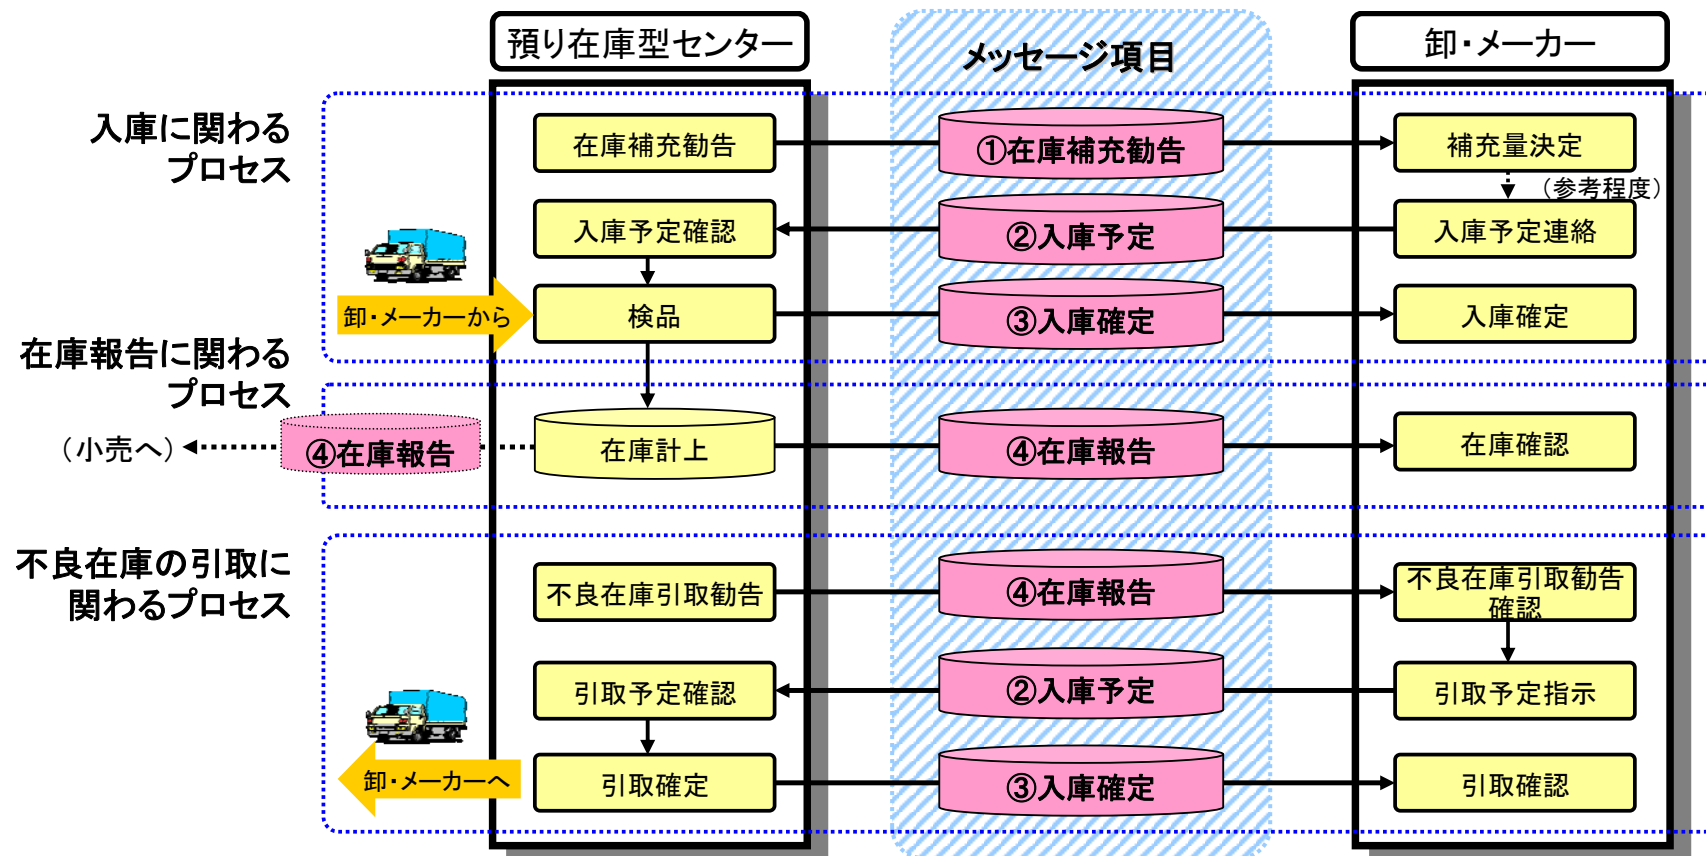 預り在庫型センター
メッセージ項目
卸・メーカー
入庫に関わる
プロセス
在庫補充勧告
①在庫補充勧告
補充量決定
（参考程度）
入庫予定確認
②入庫予定
入庫予定連絡
卸・メーカーから
検品
③入庫確定
入庫確定
在庫報告に関わる
プロセス
（小売へ）
④在庫報告
在庫計上
④在庫報告
在庫確認
不良在庫の引取に
関わるプロセス
不良在庫引取勧告
④在庫報告
不良在庫引取勧告
確認
引取予定確認
②入庫予定
引取予定指示
卸・メーカーへ
引取確定
③入庫確定
引取確認